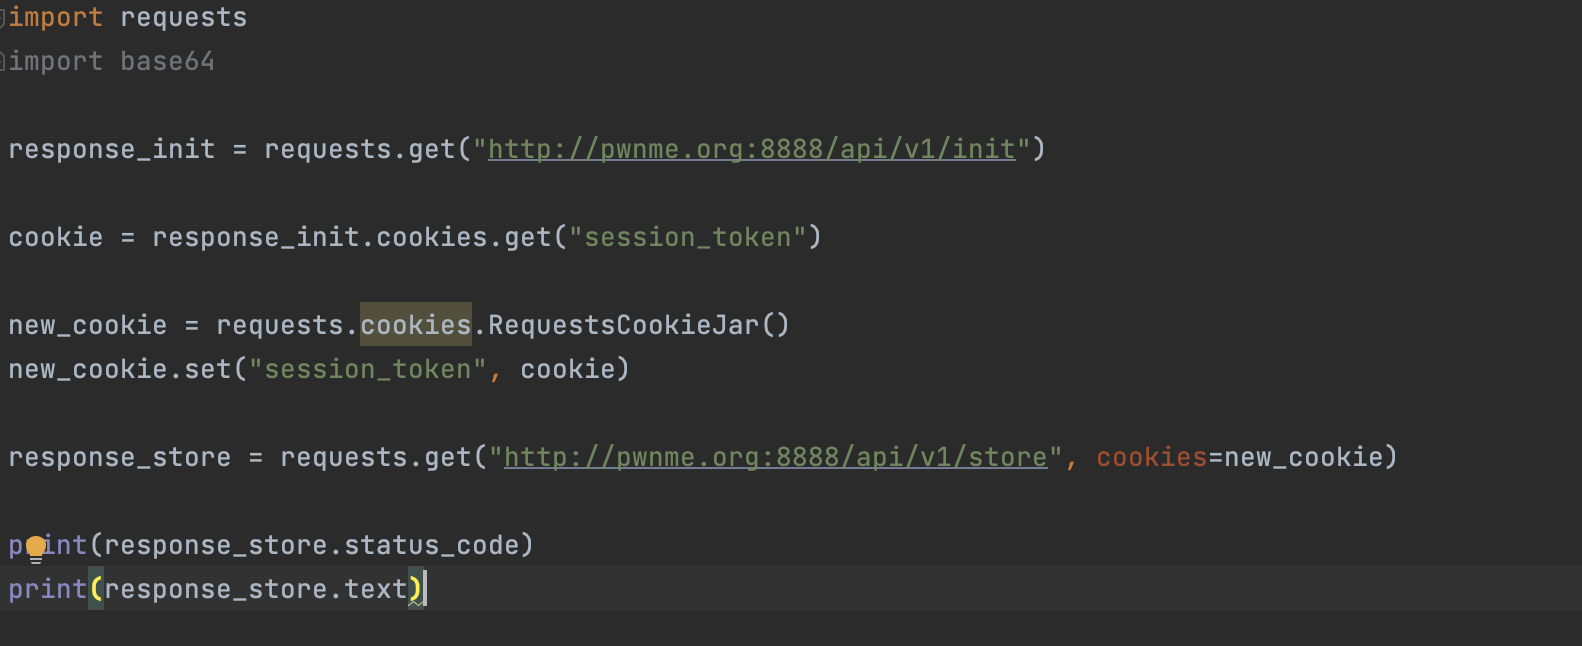 import requests
import base64
response_init = requests.get("http://pwnme.org:8888/api/v1/init")
cookie = response_init.cookies.get("session_token")
new_cookie = requests.cookies.RequestsCookieJar()
new_cookie.set("session_token", cookie)
response_store = requests.get("http://pwnme.org:8888/api/v1/store", cookies=new_cookie)
print(response_store.status_code)
print(response_store.text)